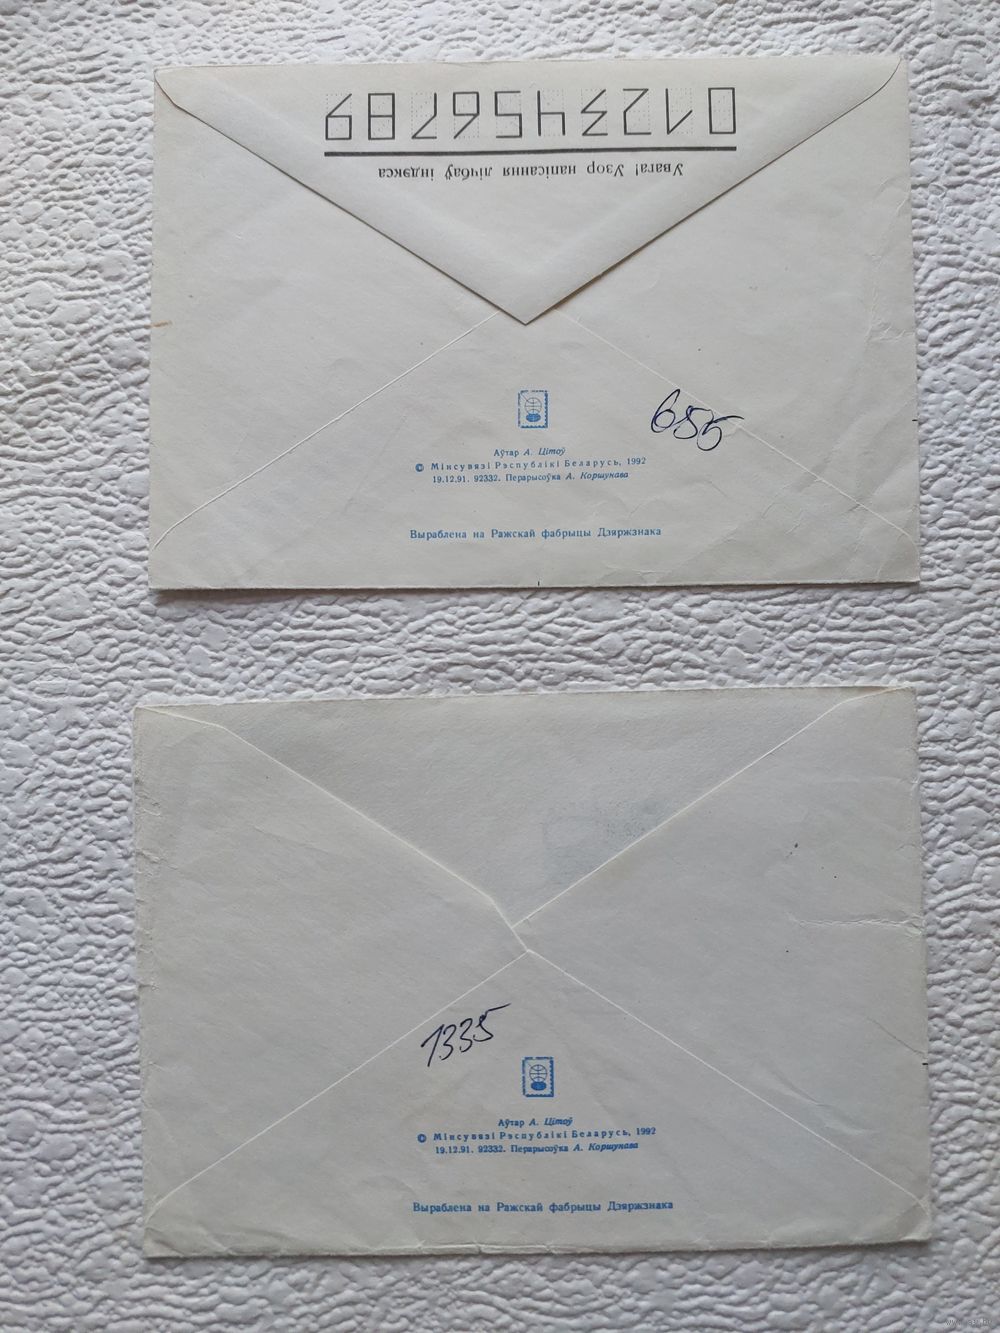 0123456789
Увага! Узор напісання лічбаў індэкса
685
Аўтар А. Цітоў
© Мінсувязі Рэспублікі Беларусь, 1992
19.12.91. 92332. Перарысоўка А. Коршунава
Выраблена на Ражскай фабрыцы Дзяржзнака
1335
Аўтар А. Цітоў
© Мінсувязі Рэспублікі Беларусь, 1992
19.12.91. 92332. Перарысоўка А. Коршунава
Выраблена на Ражскай фабрыцы Дзяржзнака